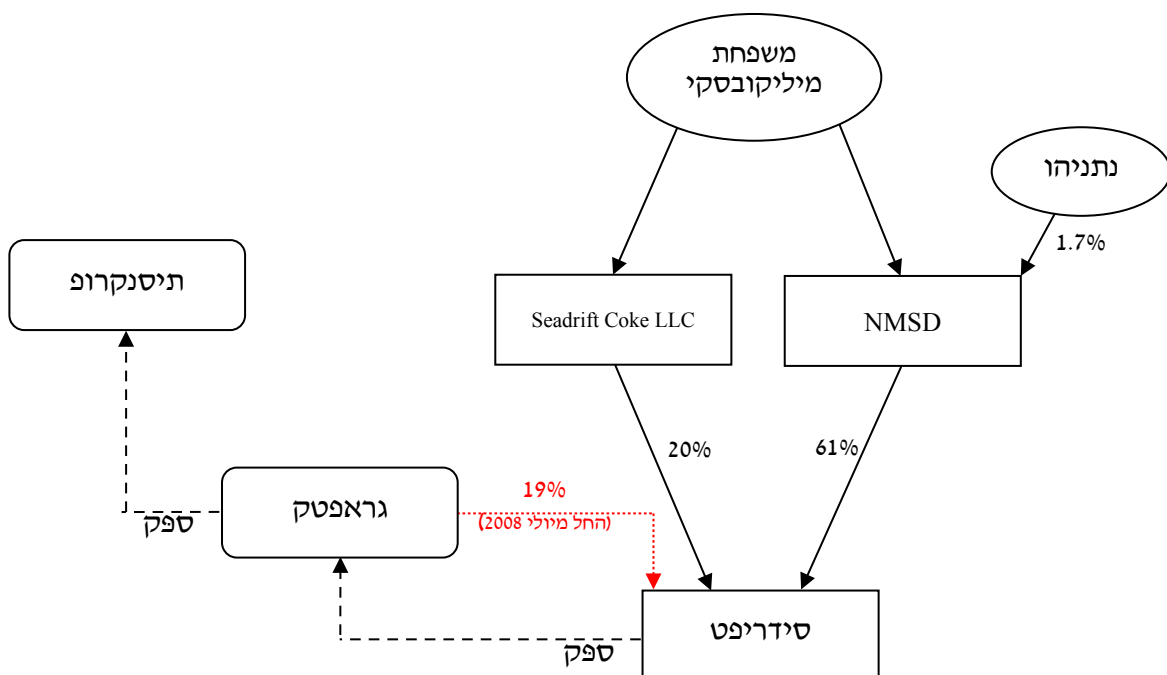 משפחת
מיליקובסקי
נתניהו
1.7%
תיסנקרופ
Seadrift Coke LLC
NMSD
20%
61%
גראפטק
19%
(החל מיולי 2008)
ספק
סידריפט
ספק